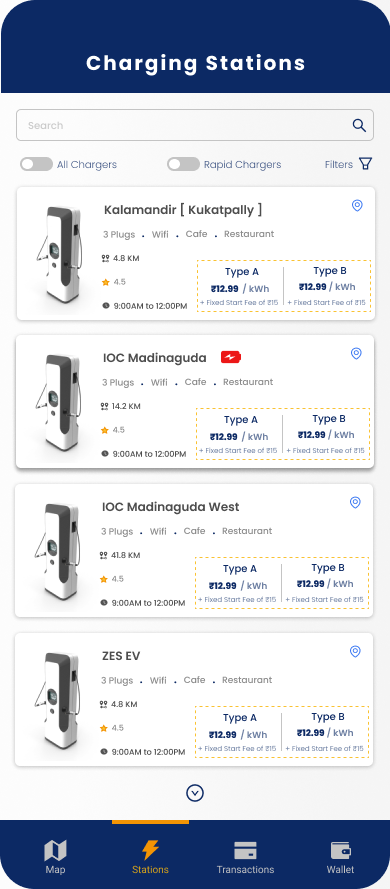 Charging Stations
Search
All Chargers Rapid Chargers Filters
Kalamandir [ Kukatpally ]
3 Plugs . Wifi . Cafe . Restaurant
4.8 KM
Type A Type B
4.5
₹12.99 / kWh ₹12.99 / kWh
+ Fixed Start Fee of ₹15 + Fixed Start Fee of ₹15
9:00AM to 12:00PM
IOC Madinaguda
3 Plugs . Wifi . Cafe . Restaurant
14.2 KM
Type A Type B
4.5
₹12.99 / kWh ₹12.99 / kWh
+ Fixed Start Fee of ₹15 + Fixed Start Fee of ₹15
9:00AM to 12:00PM
IOC Madinaguda West
3 Plugs . Wifi . Cafe . Restaurant
41.8 KM
Type A Type B
4.5
₹12.99 / kWh ₹12.99 / kWh
+ Fixed Start Fee of ₹15 + Fixed Start Fee of ₹15
9:00AM to 12:00PM
ZES EV
3 Plugs . Wifi . Cafe . Restaurant
4.8 KM
Type A Type B
4.5
₹12.99 / kWh ₹12.99 / kWh
+ Fixed Start Fee of ₹15 + Fixed Start Fee of ₹15
9:00AM to 12:00PM
Map Stations Transactions Wallet